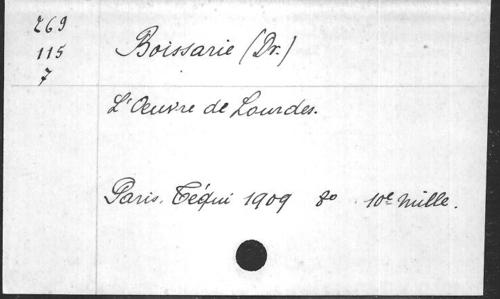 269
115
7
Boissarie (Dr.)
L'Oeuvre de Lourdes.
Paris. Téqui 1909 8o 10e mille.